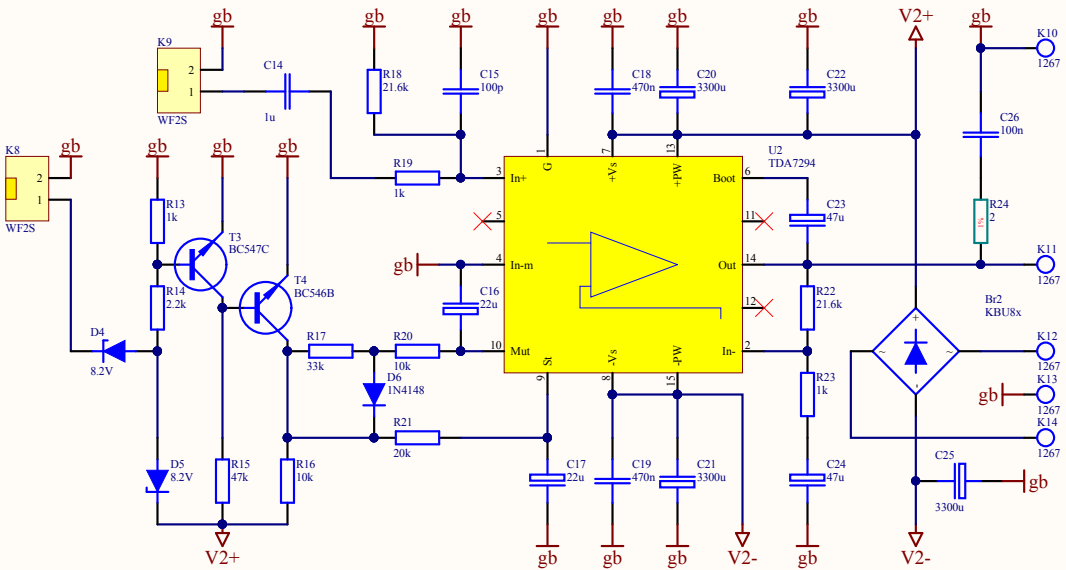 gb
gb
gb
gb
gb
gb
gb
V2+
gb
K9
2
1
WF2S
C14
1u
R18
21.6k
C15
100p
C18
470n
C20
3300u
C22
3300u
K10
1267
C26
100n
K8
2
1
WF2S
gb
gb
gb
gb
R19
1k
U2
TDA7294
1
7
13
G
+Vs
+PW
3
In+
Boot
6
5
11
4
In-m
Out
14
12
10
Mut
In-
2
St
-Vs
-PW
9
8
15
R13
1k
T3
BC547C
R14
2.2k
T4
BC546B
gb
C16
22u
C23
47u
R24
2
1%
K11
1267
R22
21.6k
Br2
KBU8x
+
~
~
-
K12
1267
gb
K13
1267
K14
1267
D4
8.2V
R17
33k
R20
10k
D6
1N4148
R21
20k
R23
1k
D5
8.2V
R15
47k
R16
10k
C17
22u
C19
470n
C21
3300u
C24
47u
C25
3300u
gb
V2+
gb
gb
gb
V2-
gb
V2-